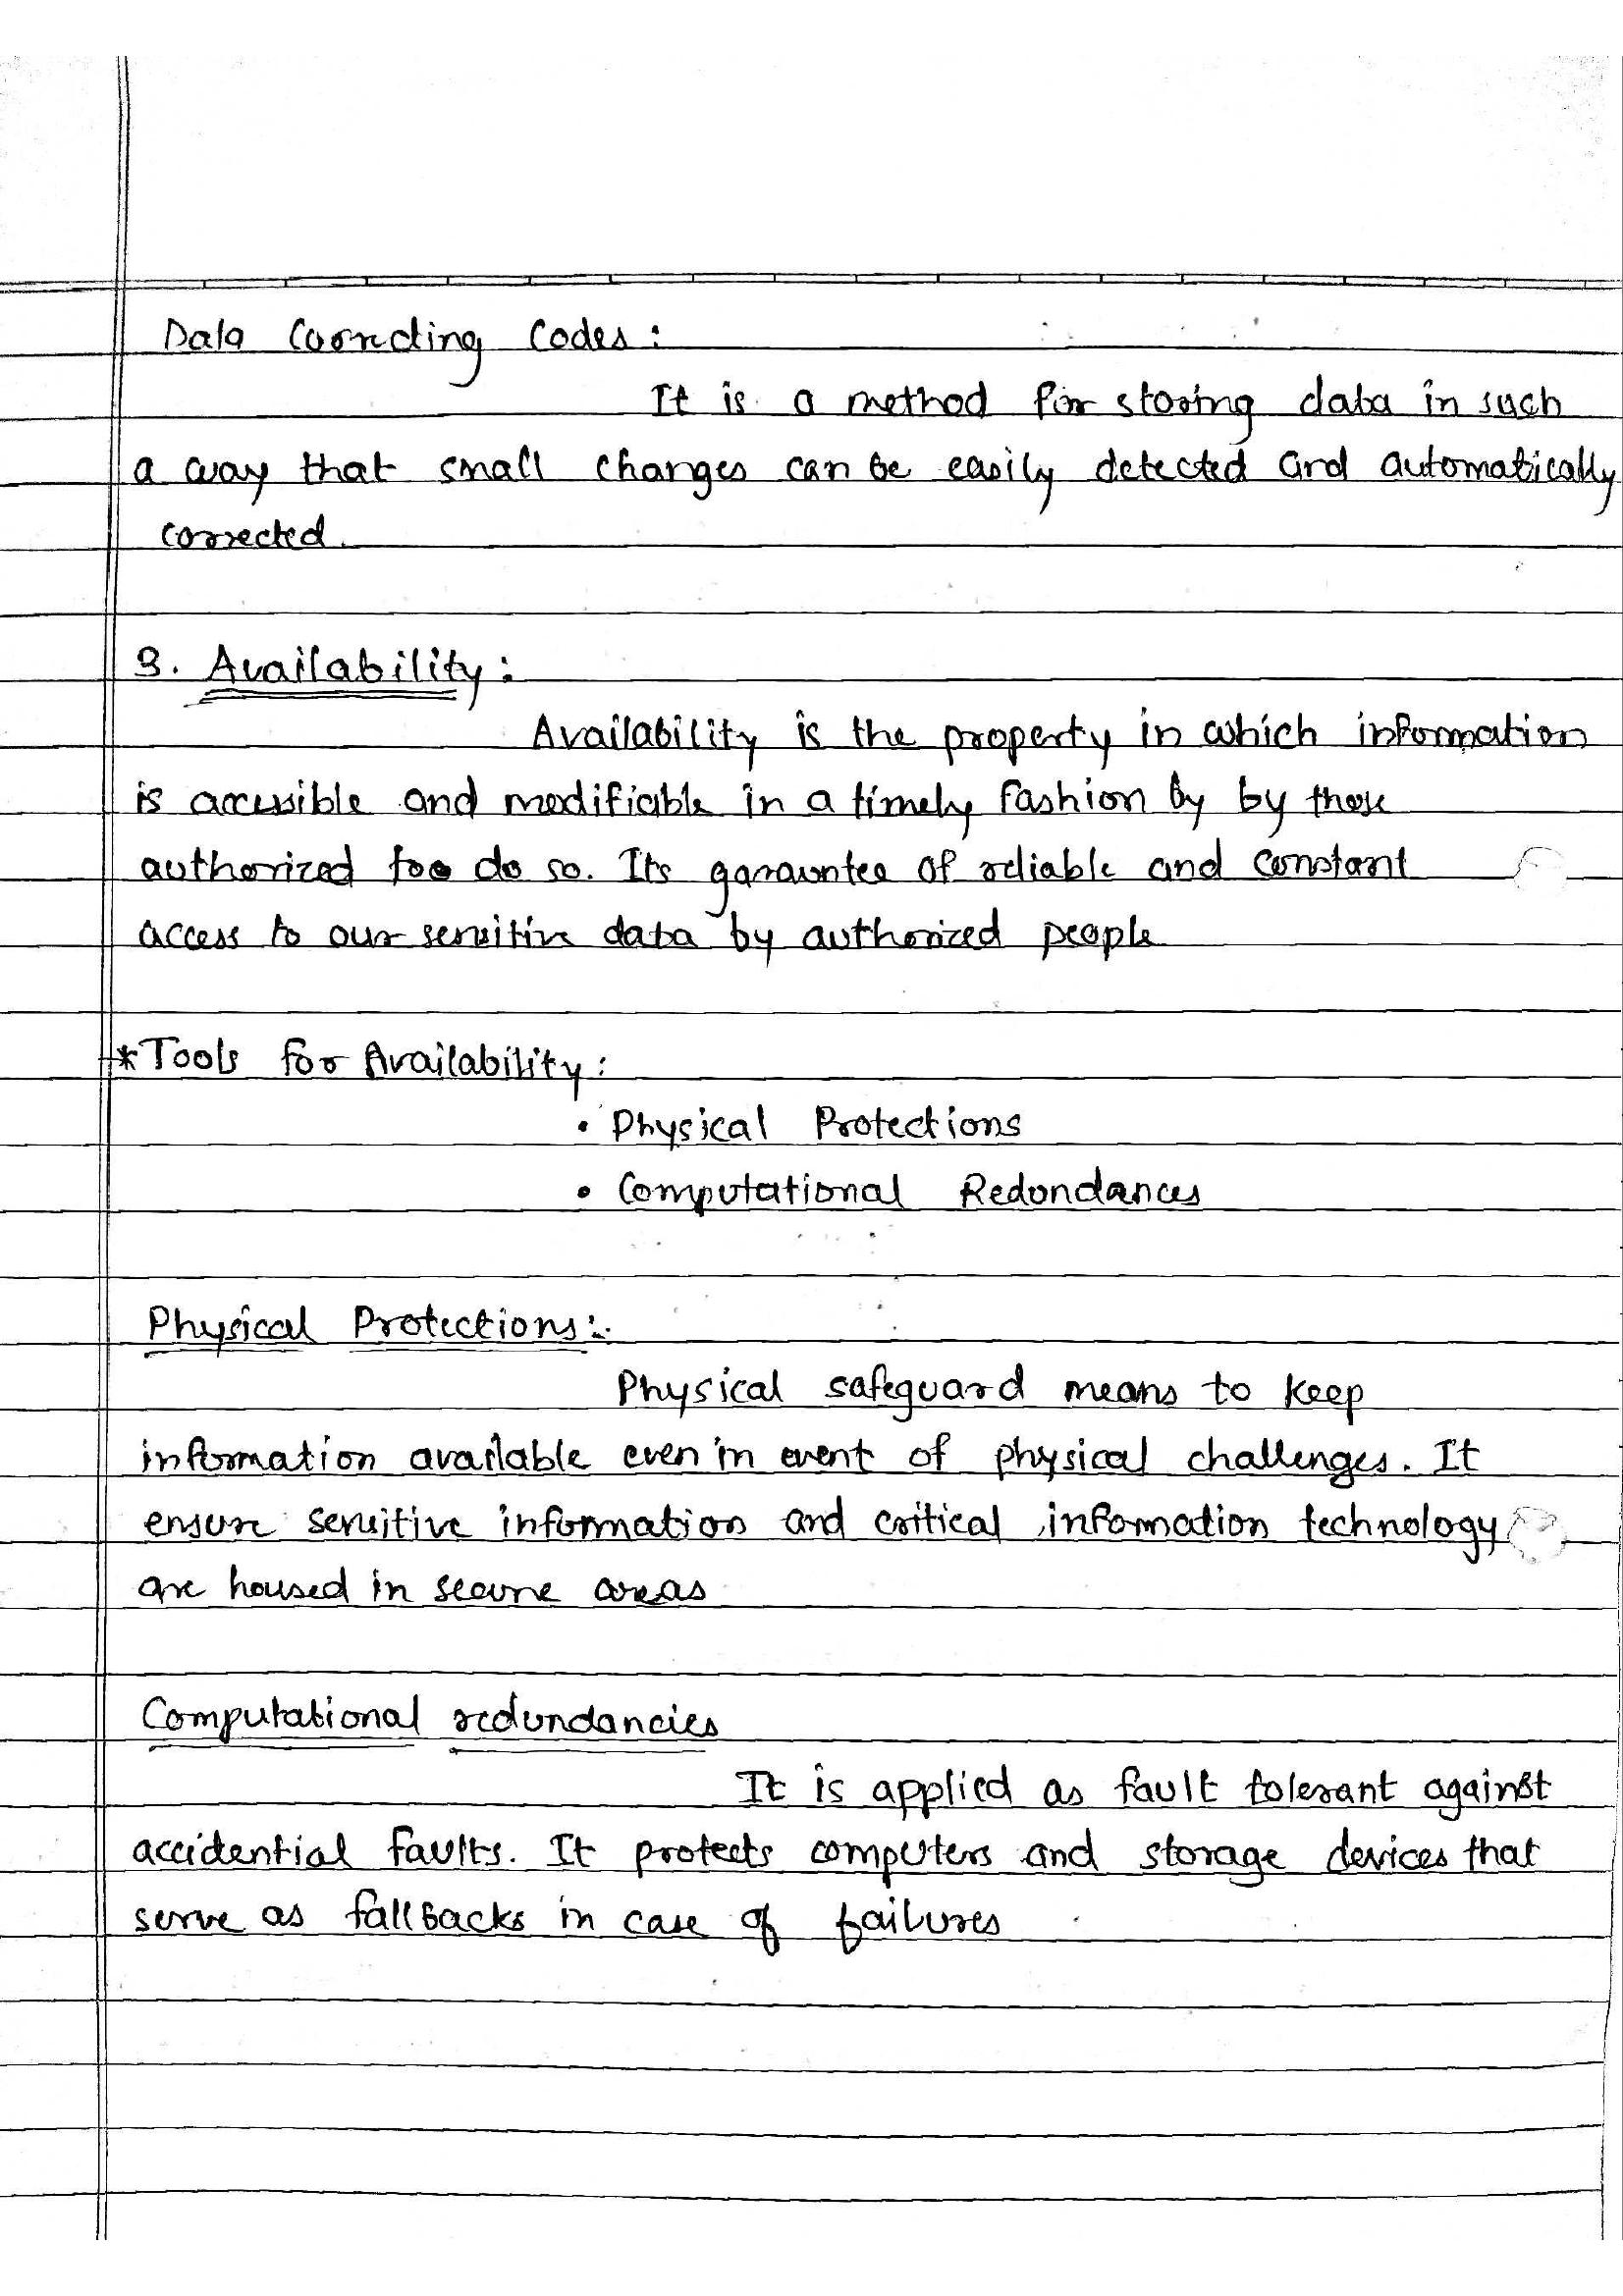 Data Correcting Codes:
It is a method for storing data in such
a way that small changes can be easily detected and automatically
corrected.
3. Availability:
Availability is the property in which information
is accessible and modifiable in a timely fashion by by those
authorized too do so. Its garauntee of reliable and constant
access to our sensitive data by authorized people
*Tools for Availability:
• Physical Protections
• Computational Redondances
Physical Protections:-
Physical safeguard means to keep
information available even in event of physical challenges. It
ensure sensitive information and critical information technology
are housed in secure areas
Computational redundancies
It is applied as fault tolerant against
accidential faults. It protects computers and storage devices that
serve as fallbacks in case of failures